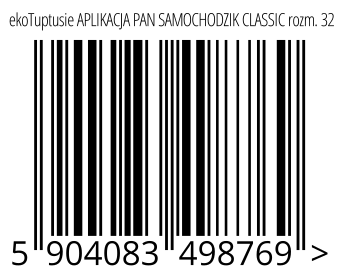 ekoTuptusie APLIKACJA PAN SAMOCHODZIK CLASSIC rozm. 32
5 904083 498769 >